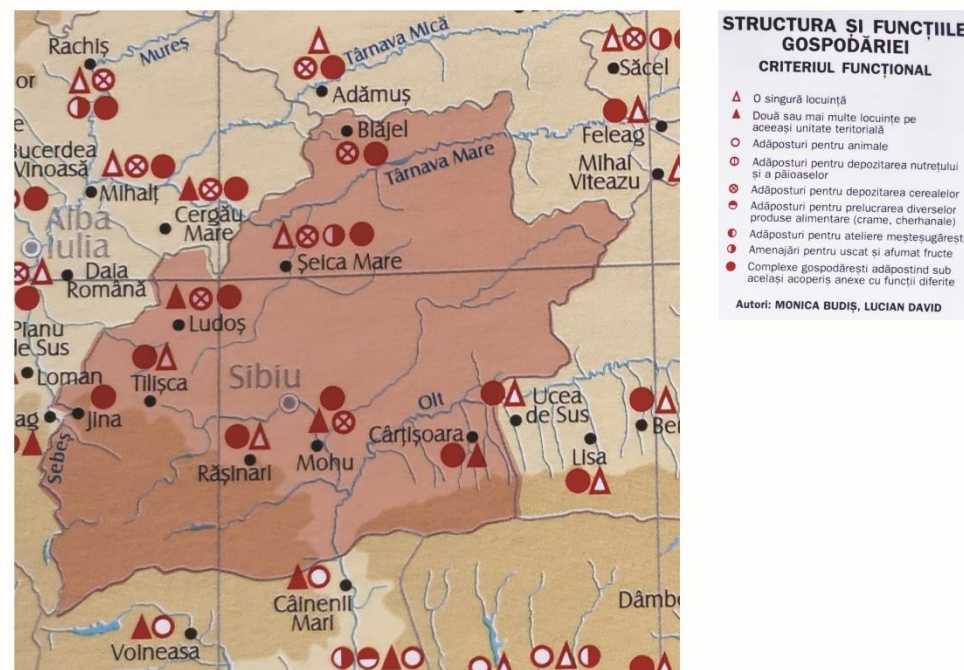 Rachiș
Mureș
Târnava Mică
Săcel
or
Adămuș
Blăjel
Feleag
e
Bucerdea
Vinoasă
Mihalț
Târnava Mare
Mihai
Viteazu
Cergău
Mare
Alba
Iulia
Șeica Mare
Daia
Română
Ludoș
Pianu
de Sus
Loman
Tilișca
Sibiu
Olt
Ucea
de Sus
ag
Jina
Cârțișoara
Be
Sebeș
Rășinari
Mohu
Lisa
Câinenii
Mari
Dâmb
Voineasa
STRUCTURA ȘI FUNCȚIILE
GOSPODĂRIEI
CRITERIUL FUNCȚIONAL
O singură locuință
Două sau mai multe locuințe pe
aceeași unitate teritorială
Adăposturi pentru animale
Adăposturi pentru depozitarea nutrețului
și a păioaselor
Adăposturi pentru depozitarea cerealelor
Adăposturi pentru prelucrarea diverselor
produse alimentare (crame, cherhanale)
Adăposturi pentru ateliere meșteșugărești
Amenajări pentru uscat și afumat fructe
Complexe gospodărești adăpostind sub
același acoperiș anexe cu funcții diferite
Autori: MONICA BUDIȘ, LUCIAN DAVID